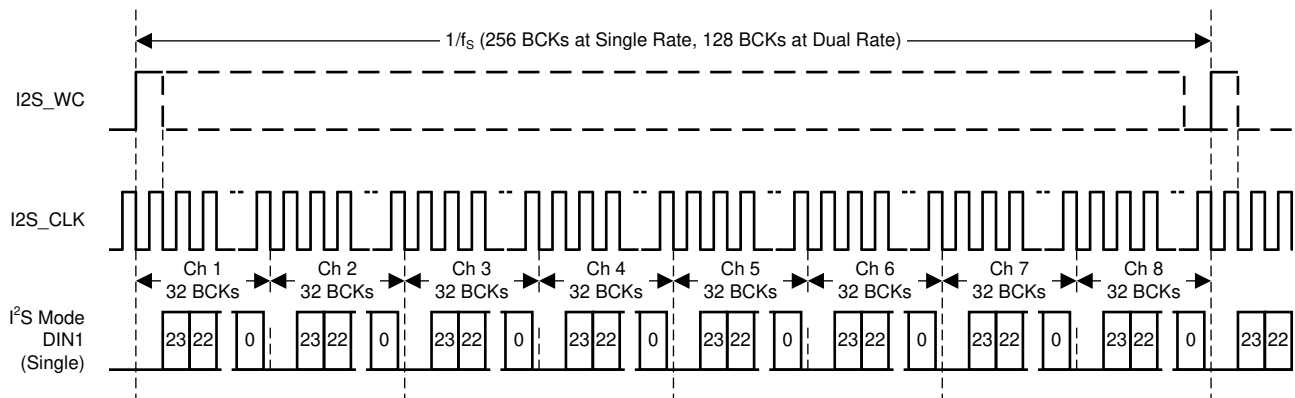 1/fS (256 BCKs at Single Rate, 128 BCKs at Dual Rate)
I2S_WC
I2S_CLK
Ch 1 Ch 2 Ch 3 Ch 4 Ch 5 Ch 6 Ch 7 Ch 8
32 BCKs 32 BCKs 32 BCKs 32 BCKs 32 BCKs 32 BCKs 32 BCKs 32 BCKs
I²S Mode
DIN1
(Single)
23 22 0 23 22 0 23 22 0 23 22 0 23 22 0 23 22 0 23 22 0 23 22 0 23 22